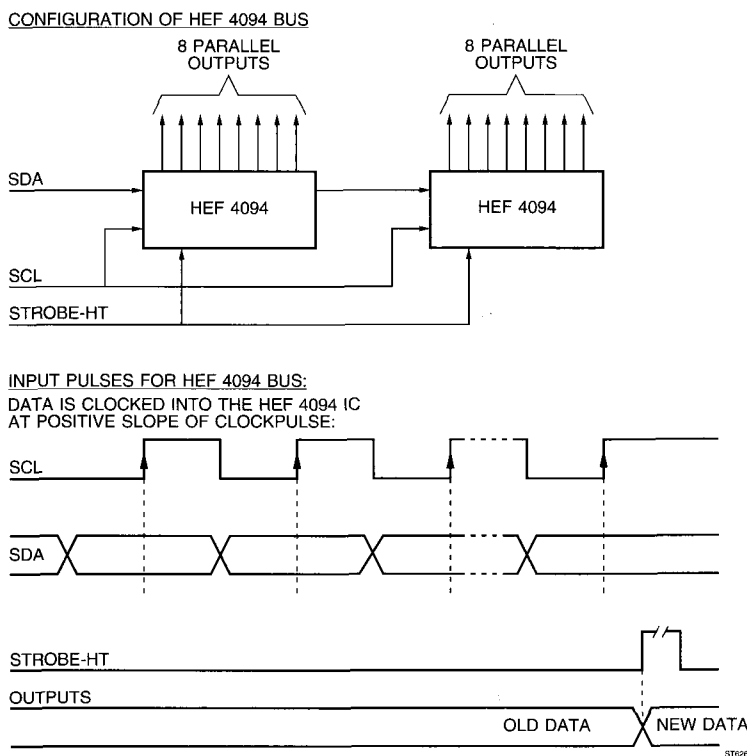 CONFIGURATION OF HEF 4094 BUS
8 PARALLEL
OUTPUTS
8 PARALLEL
OUTPUTS
SDA
HEF 4094
HEF 4094
SCL
STROBE-HT
INPUT PULSES FOR HEF 4094 BUS:
DATA IS CLOCKED INTO THE HEF 4094 IC
AT POSITIVE SLOPE OF CLOCKPULSE:
SCL
SDA
STROBE-HT
OUTPUTS
OLD DATA
NEW DATA
ST626